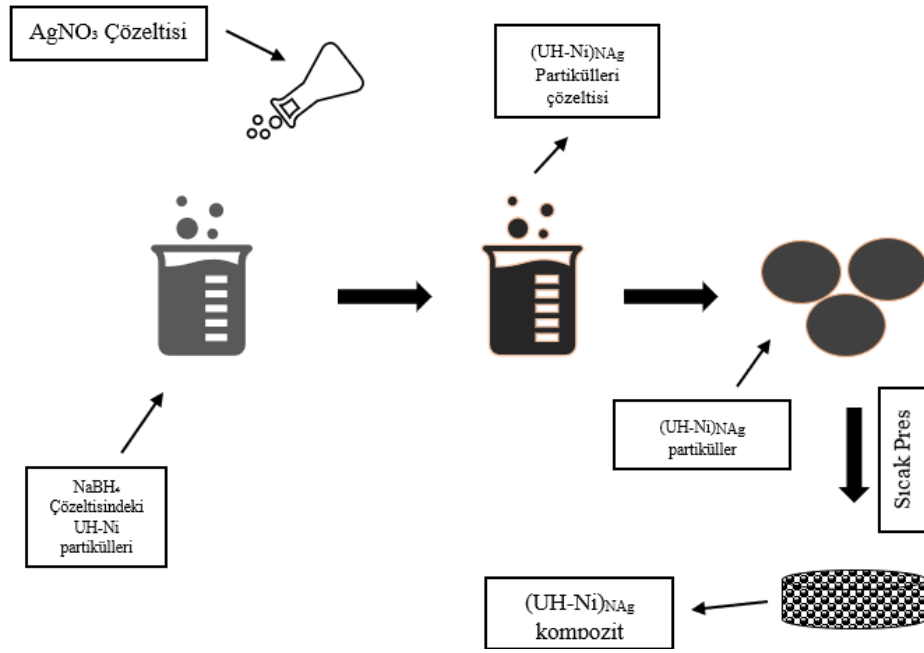 AgNO₃ Çözeltisi
(UH-Ni)NAg
Partikülleri
çözeltisi
NaBH₄
Çözeltisindeki
UH-Ni
partikülleri
(UH-Ni)NAg
partiküller
Sıcak Pres
(UH-Ni)NAg
kompozit